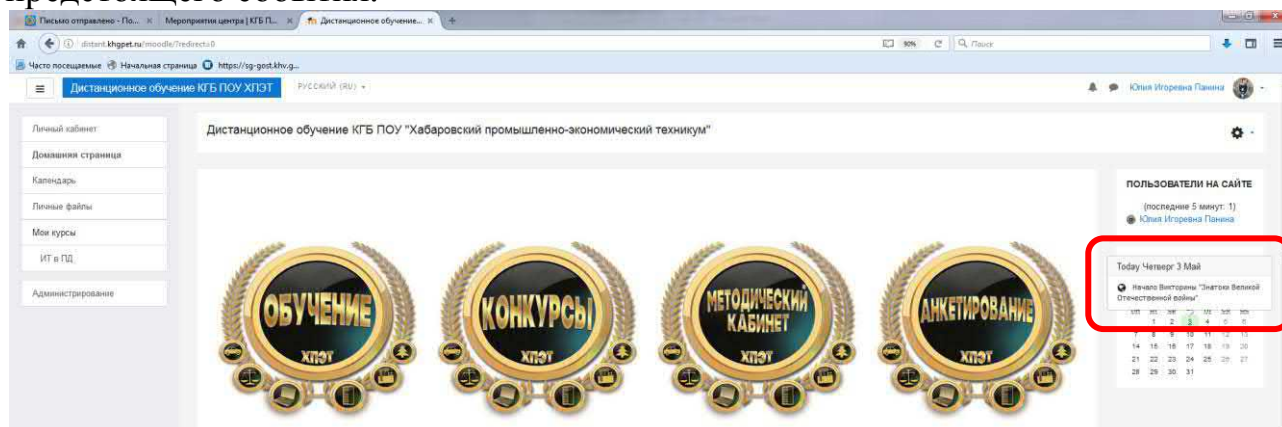 предстоящего события.
Письмо отправлено - По...
Мероприятия центра | КГБ П...
Дистанционное обучение...
distant.khgpet.ru/moodle/?redirect=0
90%
Поиск
Часто посещаемые
Начальная страница
https://sg-gost.khv.g...
Дистанционное обучение КГБ ПОУ ХПЭТ
РУССКИЙ (RU)
Юлия Игоревна Панина
Личный кабинет
Домашняя страница
Календарь
Личные файлы
Мои курсы
ИТ в ПД
Администрирование
Дистанционное обучение КГБ ПОУ "Хабаровский промышленно-экономический техникум"
ОБУЧЕНИЕ
ХПЭТ
КОНКУРСЫ
ХПЭТ
МЕТОДИЧЕСКИЙ
КАБИНЕТ
ХПЭТ
АНКЕТИРОВАНИЕ
ХПЭТ
ПОЛЬЗОВАТЕЛИ НА САЙТЕ
(последние 5 минут: 1)
Юлия Игоревна Панина
Today Четверг 3 Май
Начало Викторины "Знатоки Великой
Отечественной войны"
1 2 3 4 5 6
7 8 9 10 11 12 13
14 15 16 17 18 19 20
21 22 23 24 25 26 27
28 29 30 31